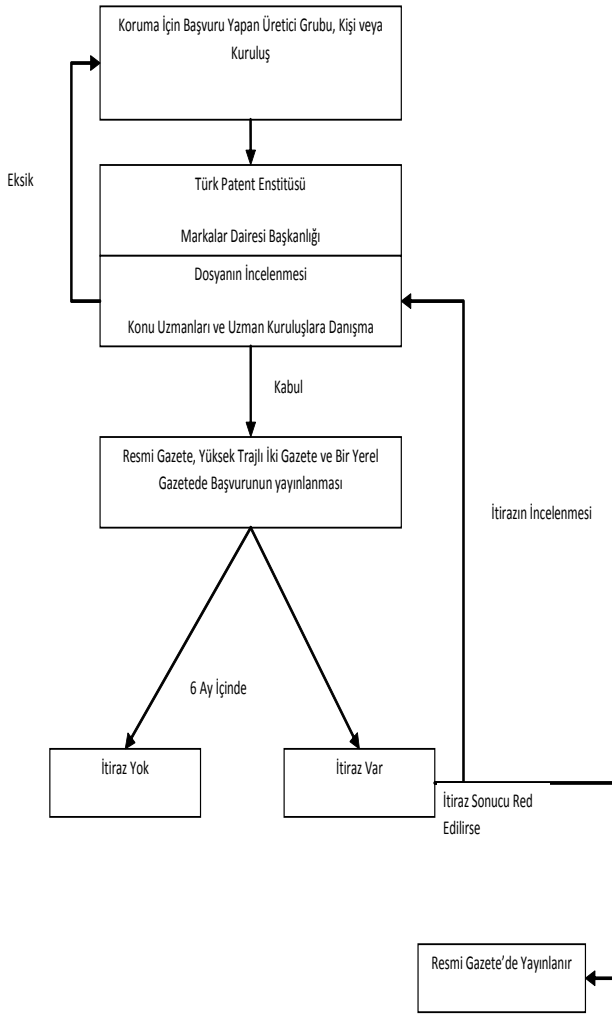 Koruma İçin Başvuru Yapan Üretici Grubu, Kişi veya
Kuruluş
Eksik
Türk Patent Enstitüsü
Markalar Dairesi Başkanlığı
Dosyanın İncelenmesi
Konu Uzmanları ve Uzman Kuruluşlara Danışma
Kabul
Resmi Gazete, Yüksek Trajlı İki Gazete ve Bir Yerel
Gazetede Başvurunun yayınlanması
İtirazın İncelenmesi
6 Ay İçinde
İtiraz Yok
İtiraz Var
İtiraz Sonucu Red
Edilirse
Resmi Gazete’de Yayınlanır